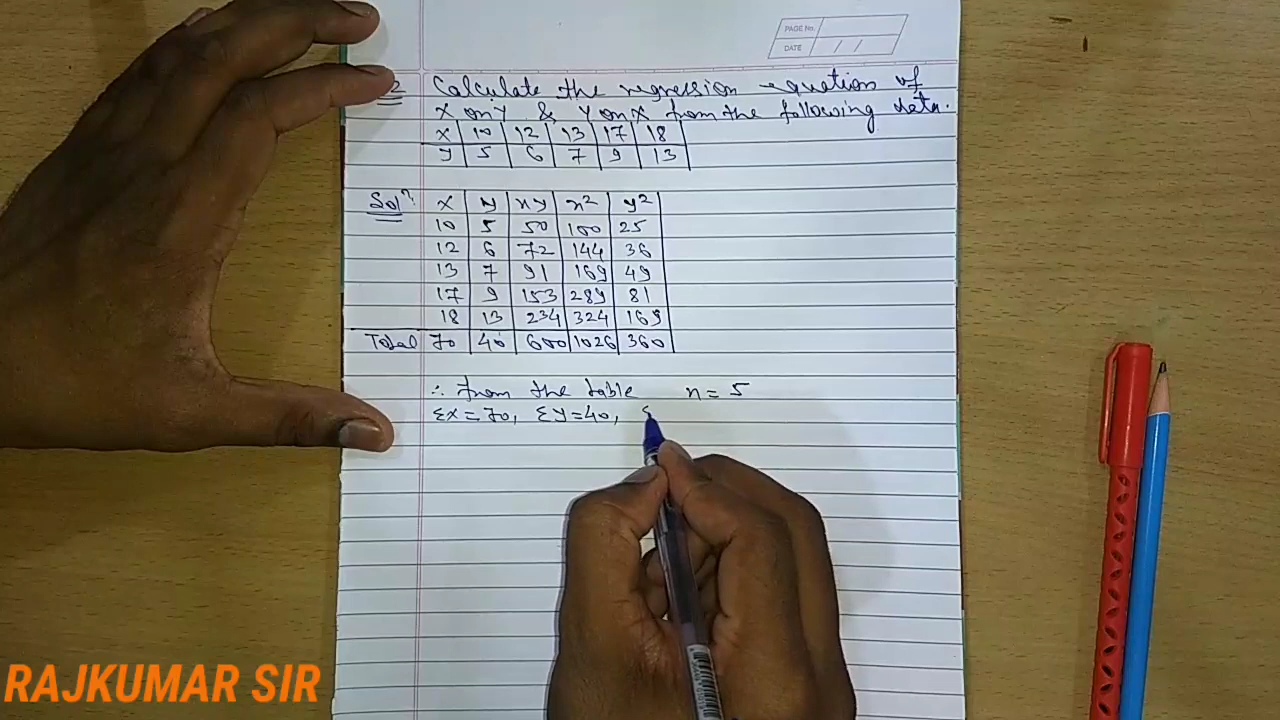 PAGE No.
DATE / /
2 Calculate the regression equation of
X on Y & Y on X from the following data.
X 10 12 13 17 18
y 5 6 7 9 13
Solⁿ. X y xy x² y²
10 5 50 100 25
12 6 72 144 36
13 7 91 169 49
17 9 153 289 81
18 13 234 324 169
Total 70 40 600 1026 360
∴ from the table n = 5
Σx = 70, Σy = 40, Σ
RAJKUMAR SIR